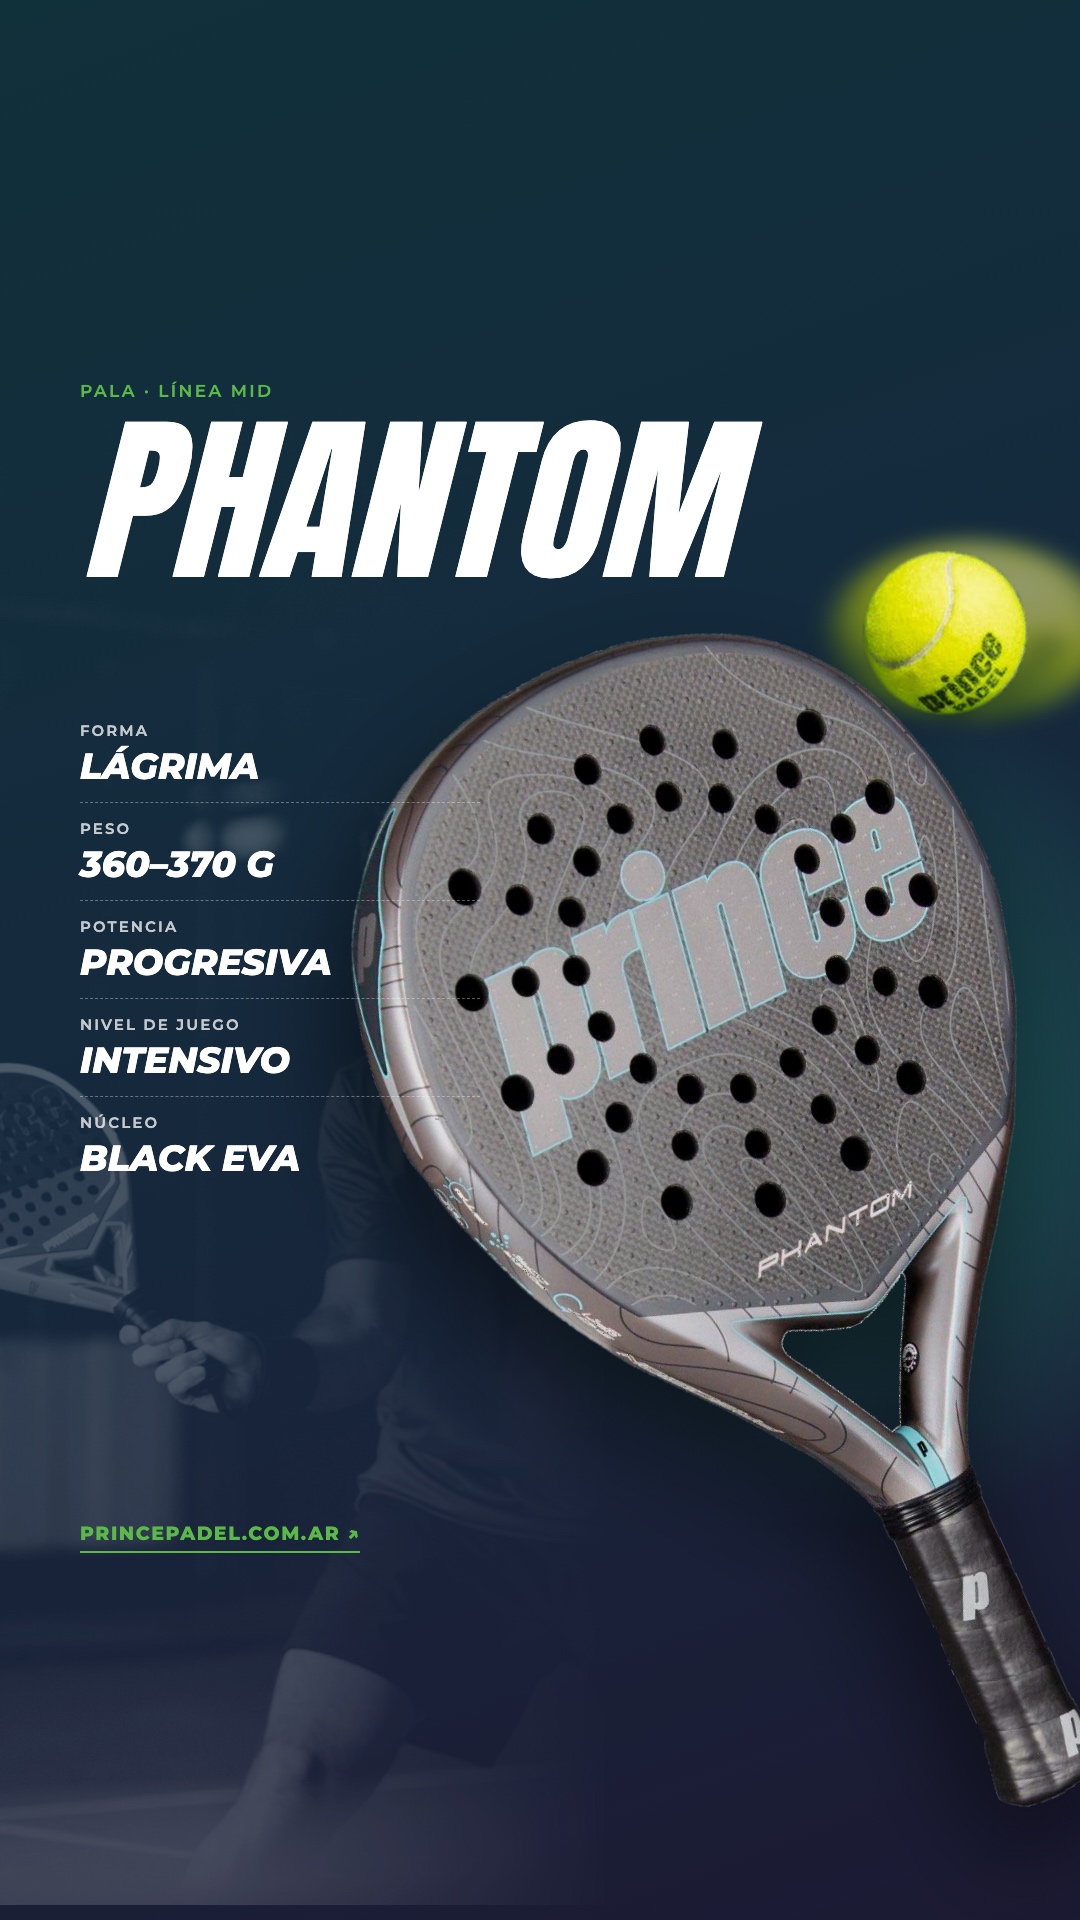 PALA · LÍNEA MID
PHANTOM
prince
PADEL
FORMA
LÁGRIMA
PESO
360–370 G
POTENCIA
PROGRESIVA
NIVEL DE JUEGO
INTENSIVO
NÚCLEO
BLACK EVA
prince
PHANTOM
p
p
p
p
PRINCEPADEL.COM.AR ↗